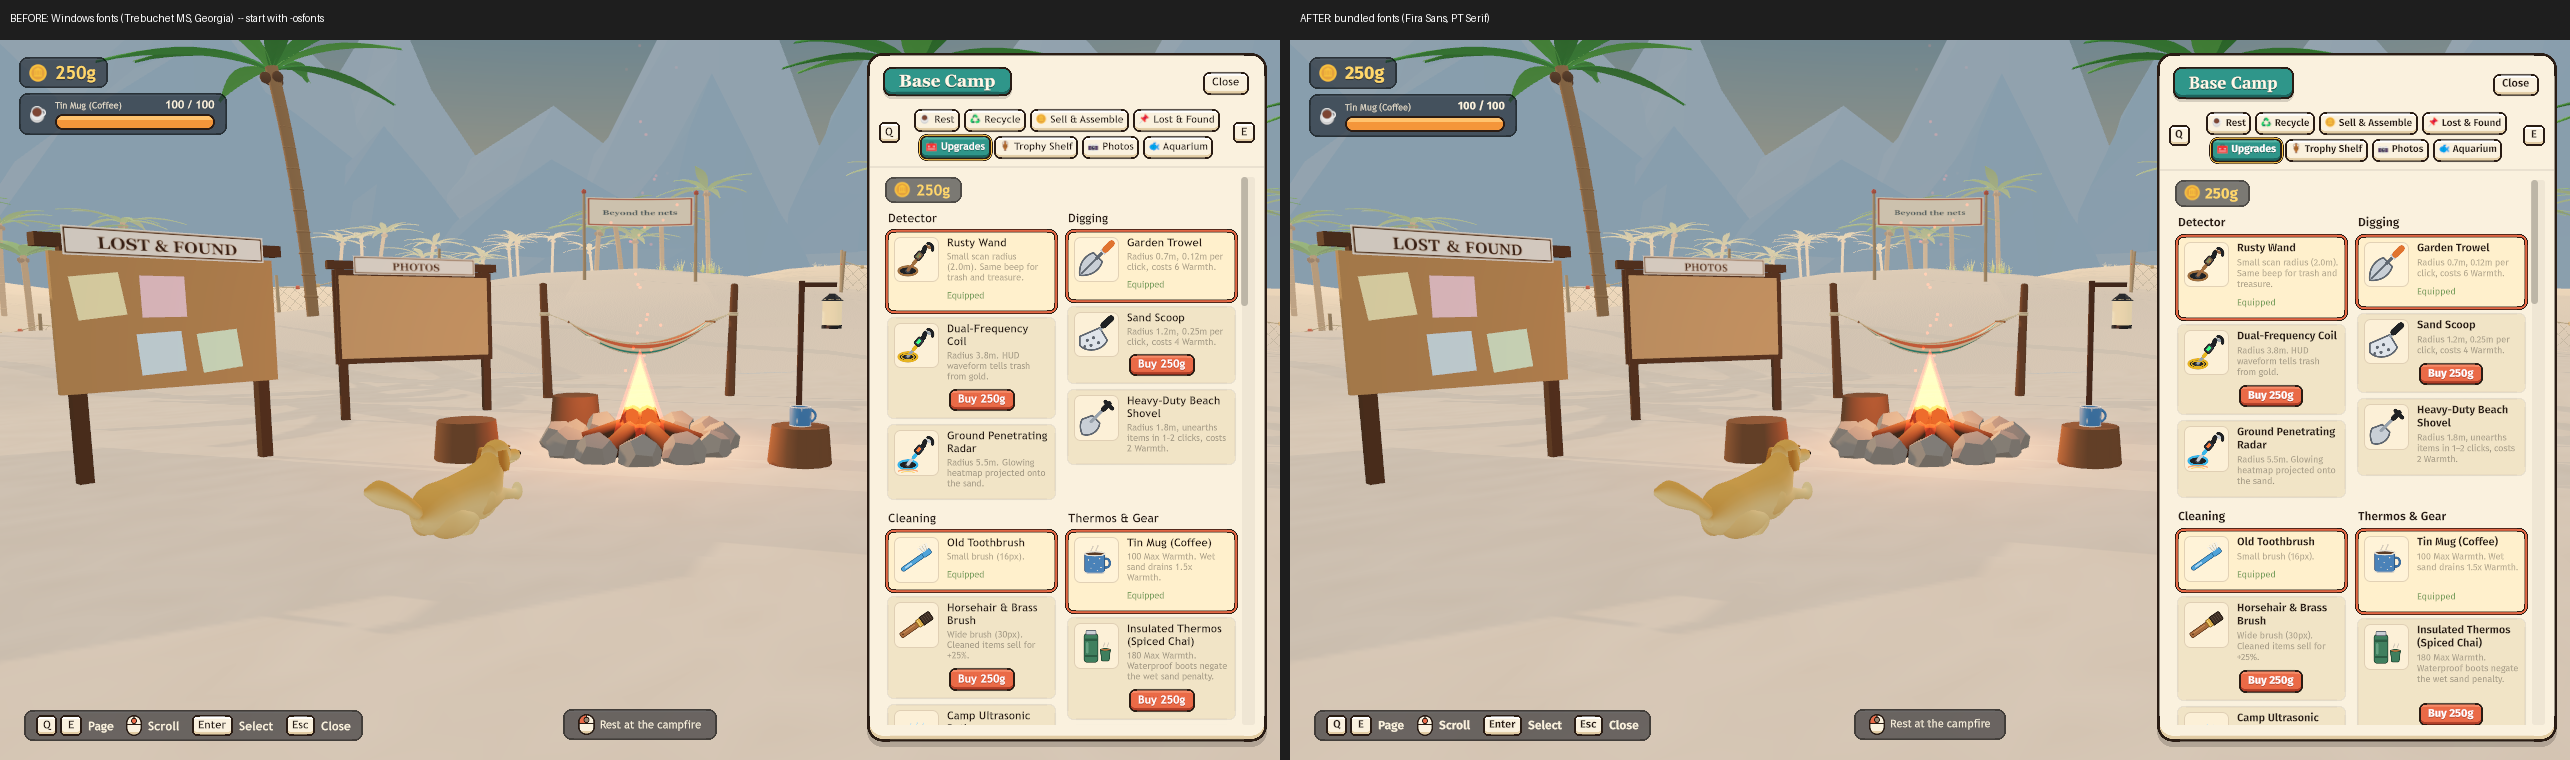 BEFORE: Windows fonts (Trebuchet MS, Georgia) -- start with -osfonts
250g
Tin Mug (Coffee) 100 / 100
LOST & FOUND
PHOTOS
Beyond the nets
Base Camp
Close
Q
Rest
Recycle
Sell & Assemble
Lost & Found
E
Upgrades
Trophy Shelf
Photos
Aquarium
250g
Detector
Rusty Wand
Small scan radius
(2.0m). Same beep for
trash and treasure.
Equipped
Dual-Frequency
Coil
Radius 3.8m. HUD
waveform tells trash
from gold.
Buy 250g
Ground Penetrating
Radar
Radius 5.5m. Glowing
heatmap projected onto
the sand.
Digging
Garden Trowel
Radius 0.7m, 0.12m per
click, costs 6 Warmth.
Equipped
Sand Scoop
Radius 1.2m, 0.25m per
click, costs 4 Warmth.
Buy 250g
Heavy-Duty Beach
Shovel
Radius 1.8m, unearths
items in 1-2 clicks, costs
2 Warmth.
Cleaning
Old Toothbrush
Small brush (16px).
Equipped
Horsehair & Brass
Brush
Wide brush (30px).
Cleaned items sell for
+25%.
Buy 250g
Camp Ultrasonic
Thermos & Gear
Tin Mug (Coffee)
100 Max Warmth. Wet
sand drains 1.5x
Warmth.
Equipped
Insulated Thermos
(Spiced Chai)
180 Max Warmth.
Waterproof boots negate
the wet sand penalty.
Buy 250g
Q E Page Scroll Enter Select Esc Close
Rest at the campfire
AFTER: bundled fonts (Fira Sans, PT Serif)
250g
Tin Mug (Coffee) 100 / 100
LOST & FOUND
PHOTOS
Beyond the nets
Base Camp
Close
Q
Rest
Recycle
Sell & Assemble
Lost & Found
E
Upgrades
Trophy Shelf
Photos
Aquarium
250g
Detector
Rusty Wand
Small scan radius (2.0m).
Same beep for trash and
treasure.
Equipped
Dual-Frequency Coil
Radius 3.8m. HUD
waveform tells trash
from gold.
Buy 250g
Ground Penetrating
Radar
Radius 5.5m. Glowing
heatmap projected onto
the sand.
Digging
Garden Trowel
Radius 0.7m, 0.12m per
click, costs 6 Warmth.
Equipped
Sand Scoop
Radius 1.2m, 0.25m per
click, costs 4 Warmth.
Buy 250g
Heavy-Duty Beach
Shovel
Radius 1.8m, unearths
items in 1-2 clicks, costs
2 Warmth.
Cleaning
Old Toothbrush
Small brush (16px).
Equipped
Horsehair & Brass
Brush
Wide brush (30px).
Cleaned items sell for
+25%.
Buy 250g
Camp Ultrasonic
Thermos & Gear
Tin Mug (Coffee)
100 Max Warmth. Wet
sand drains 1.5x Warmth.
Equipped
Insulated Thermos
(Spiced Chai)
180 Max Warmth.
Waterproof boots negate
the wet sand penalty.
Buy 250g
Q E Page Scroll Enter Select Esc Close
Rest at the campfire